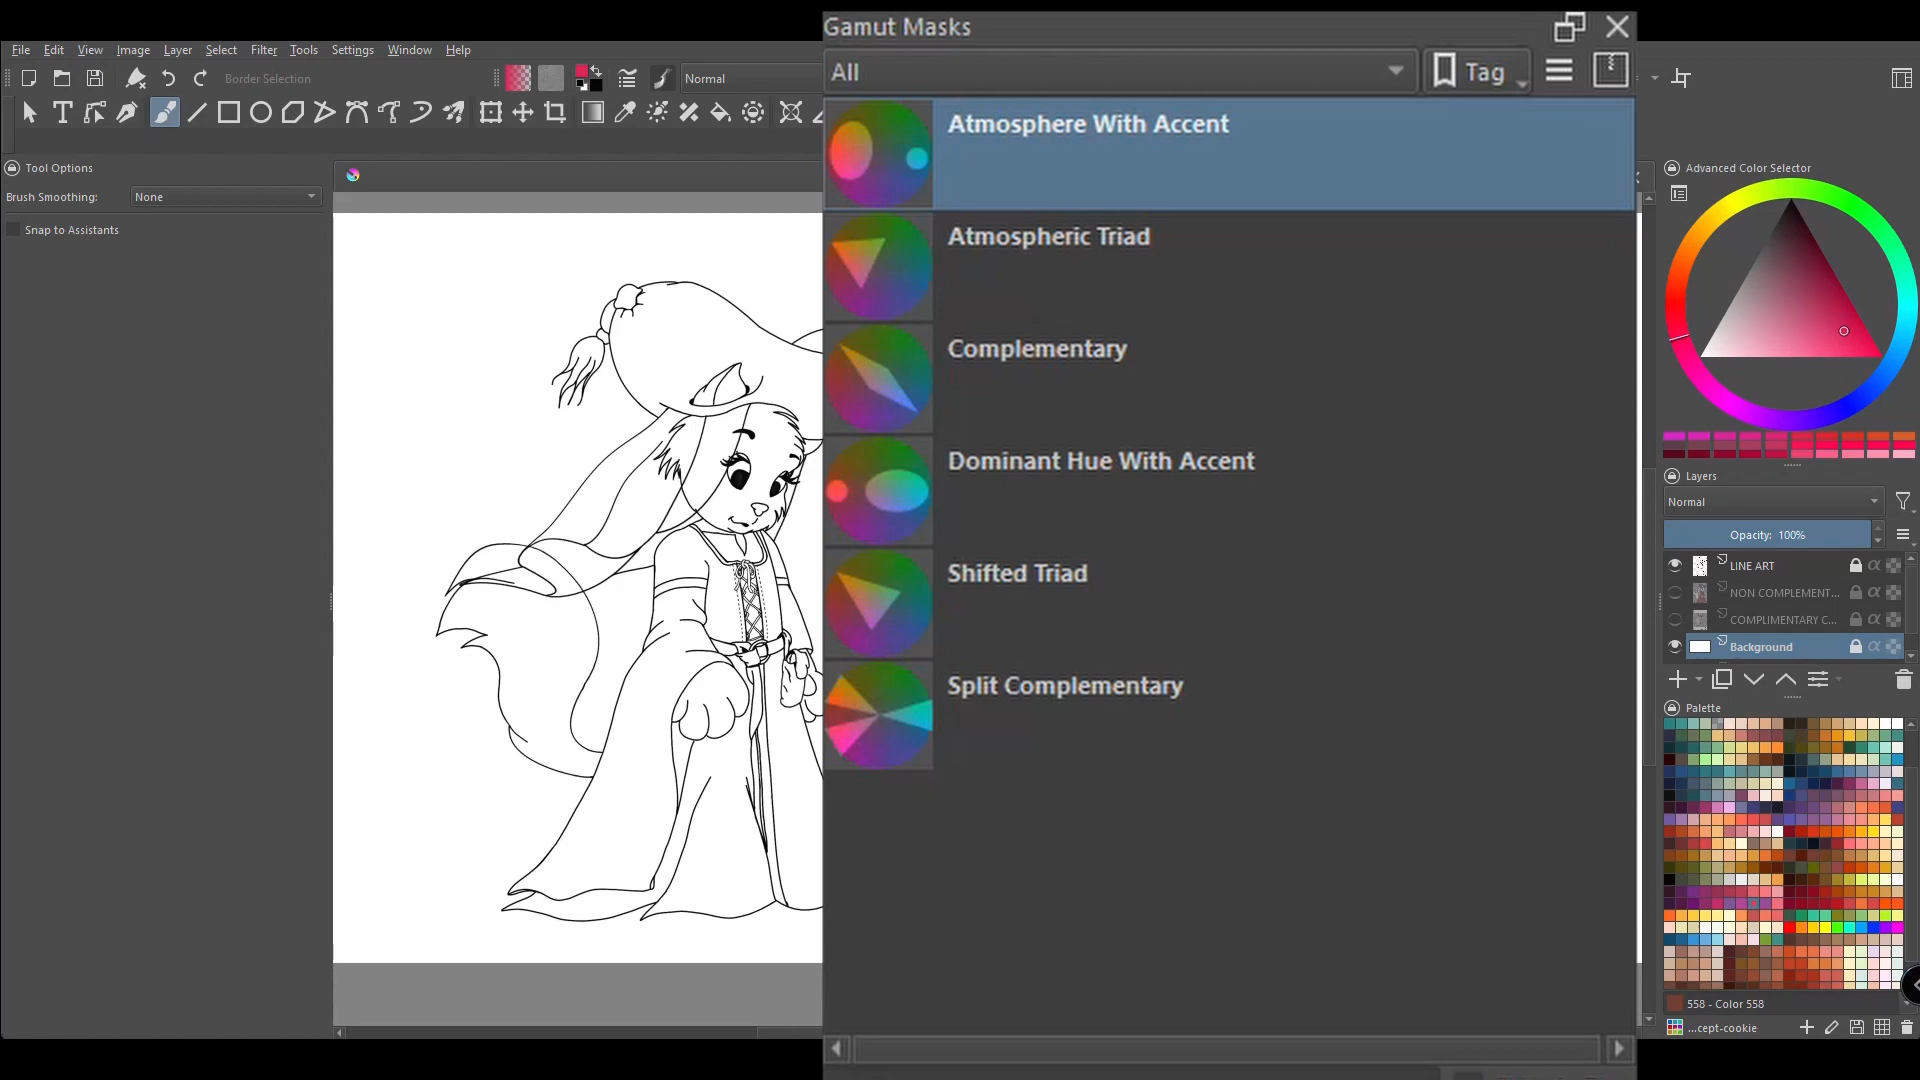 Gamut Masks
File Edit View Image Layer Select Filter Tools Settings Window Help
All
Tag
Border Selection
Normal
Atmosphere With Accent
Atmospheric Triad
Complementary
Dominant Hue With Accent
Shifted Triad
Split Complementary
Tool Options
Brush Smoothing: None
Snap to Assistants
Advanced Color Selector
Layers
Normal
Opacity: 100%
LINE ART
NON COMPLEMENT...
COMPLIMENTARY C...
Background
Palette
558 - Color 558
...cept-cookie